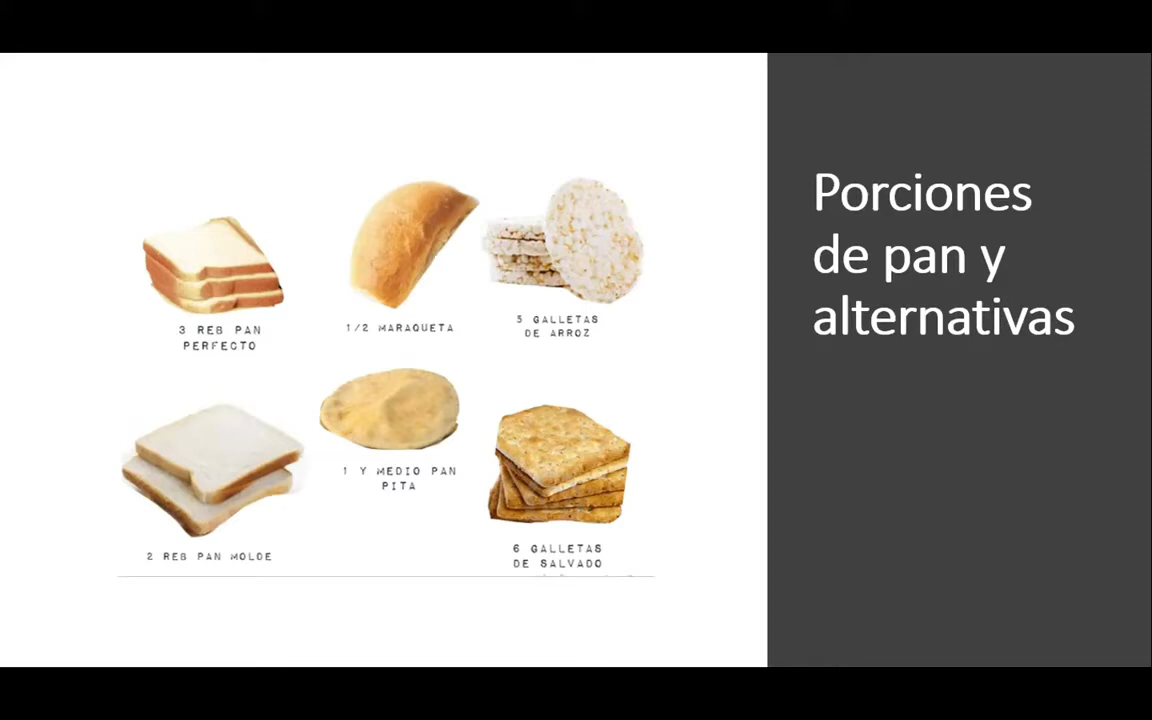 3 REB PAN
PERFECTO
1/2 MARAQUETA
5 GALLETAS
DE ARROZ
2 REB PAN MOLDE
1 Y MEDIO PAN
PITA
6 GALLETAS
DE SALVADO
Porciones
de pan y
alternativas